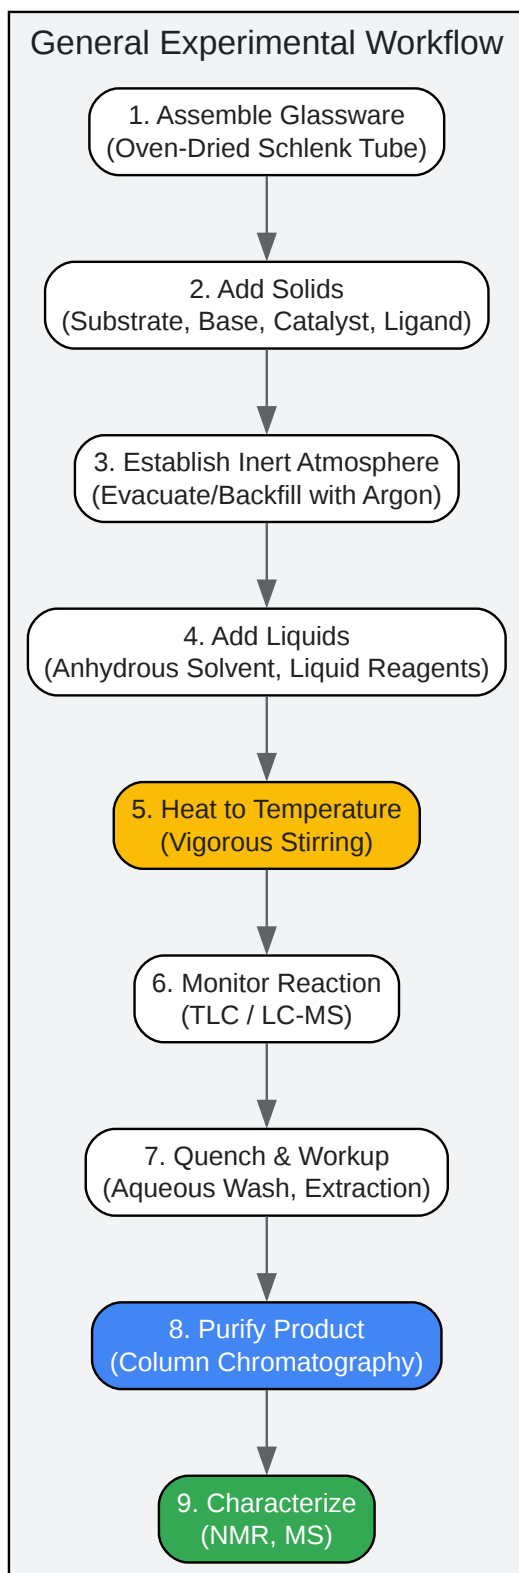 General Experimental Workflow
1. Assemble Glassware
(Oven-Dried Schlenk Tube)
2. Add Solids
(Substrate, Base, Catalyst, Ligand)
3. Establish Inert Atmosphere
(Evacuate/Backfill with Argon)
4. Add Liquids
(Anhydrous Solvent, Liquid Reagents)
5. Heat to Temperature
(Vigorous Stirring)
6. Monitor Reaction
(TLC / LC-MS)
7. Quench & Workup
(Aqueous Wash, Extraction)
8. Purify Product
(Column Chromatography)
9. Characterize
(NMR, MS)